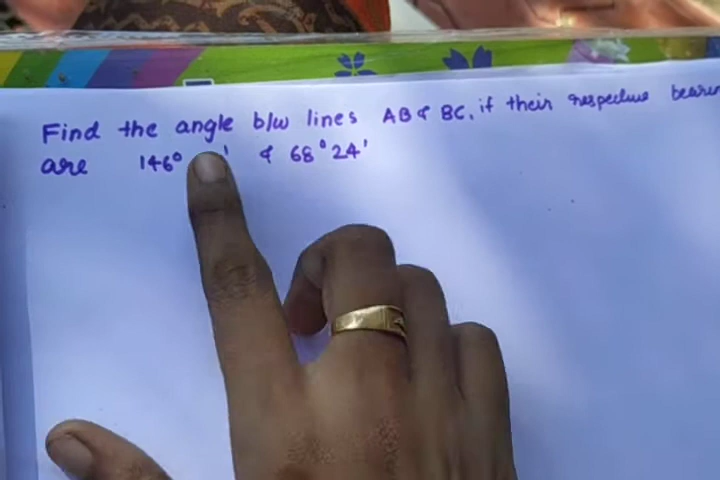 Find the angle b/w lines AB & BC, if their respective
are 146° ' & 68°24'